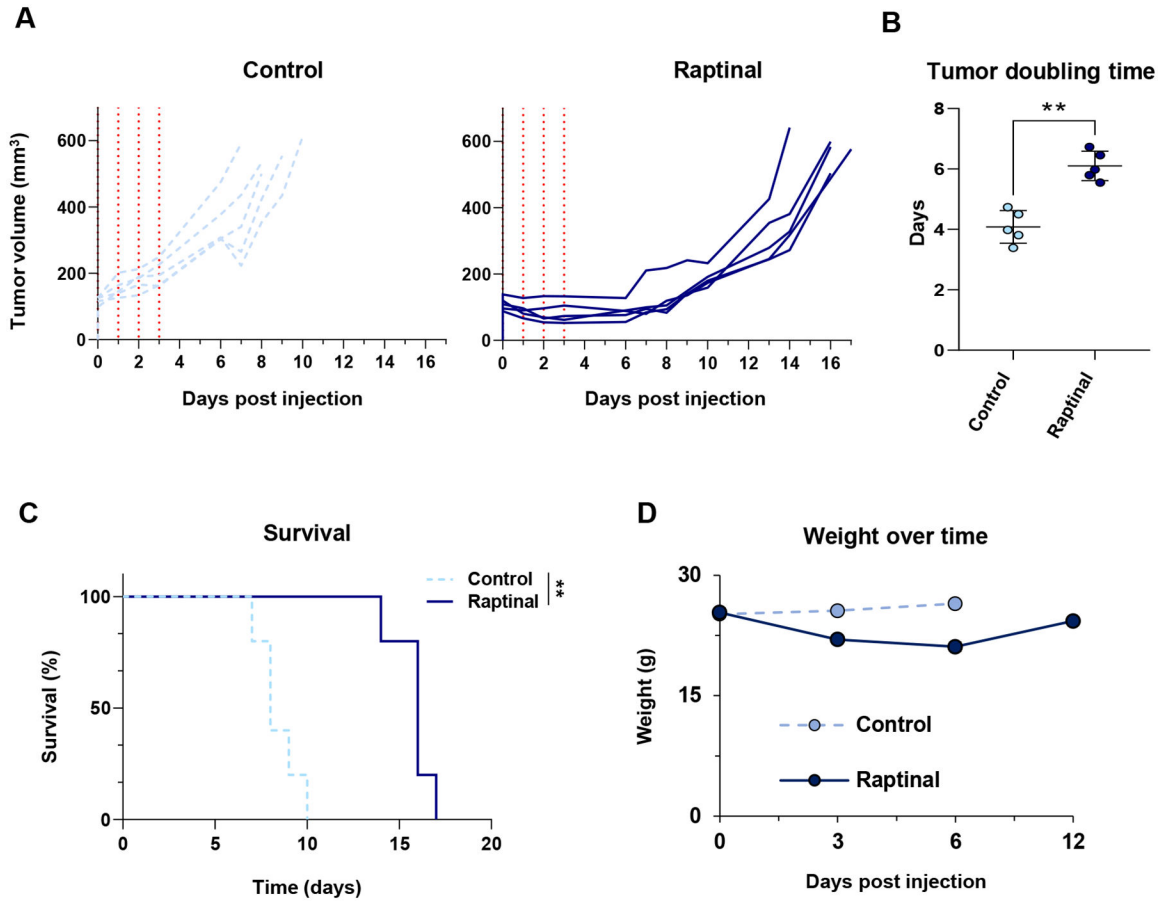 A
Control
Tumor volume (mm³)
600
400
200
0
0 2 4 6 8 10 12 14 16
Days post injection
Raptinal
600
400
200
0
0 2 4 6 8 10 12 14 16
Days post injection
B
Tumor doubling time
**
Days
8
6
4
2
0
Control
Raptinal
C
Survival
Control
Raptinal
**
Survival (%)
100
50
0
0 5 10 15 20
Time (days)
D
Weight over time
Weight (g)
30
15
0
Control
Raptinal
0 3 6 12
Days post injection